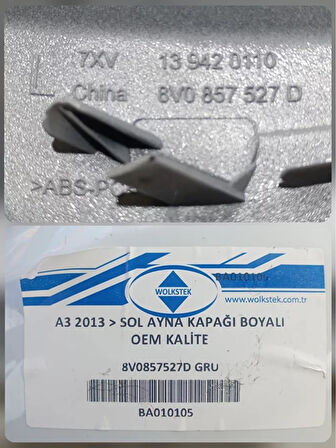 7XV 13 942 0110
L China 8V0 857 527 D
>ABS-PC
WOLKSTEK
BA010104
www.wolkstek.com.tr
A3 2013 > SOL AYNA KAPAĞI BOYALI
OEM KALİTE
8V0857527D GRU
BA010105